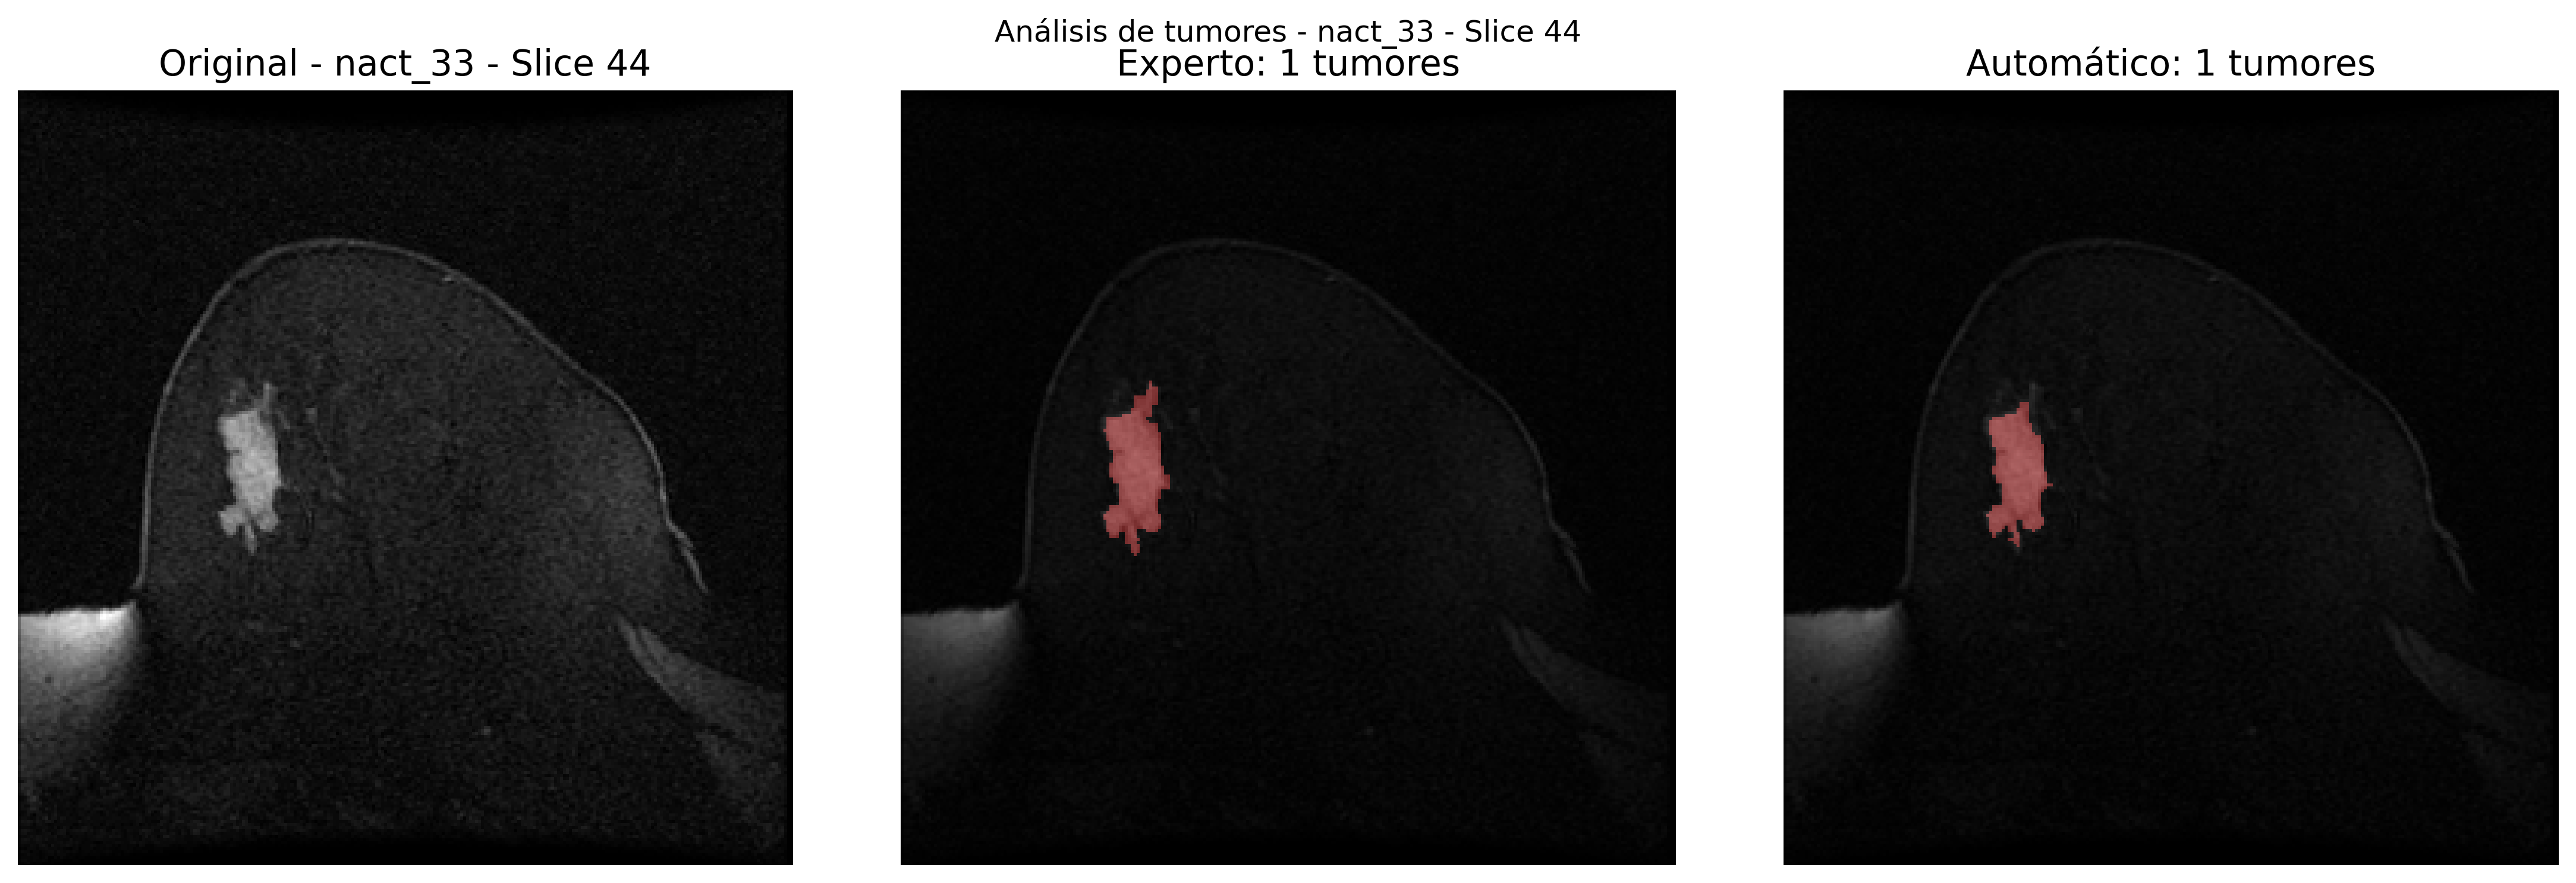 Análisis de tumores - nact_33 - Slice 44
Original - nact_33 - Slice 44
Experto: 1 tumores
Automático: 1 tumores